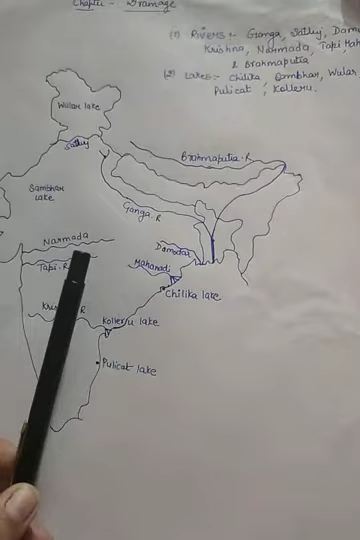 Chapter - Drainage
(1) Rivers :- Ganga, Satluj, Damo
Krishna, Narmada, Tapi, Mah
& Brahmaputra
(2) Lakes :- Chilika, Sambhar, Wular
Pulicat, Kolleru.
Wular lake
Satluj
Brahmaputra R
Sambhar
lake
Ganga R
Narmada
Damodar
Tapi R
Mahanadi
Chilika lake
Kris R
Kolleru lake
Pulicat lake